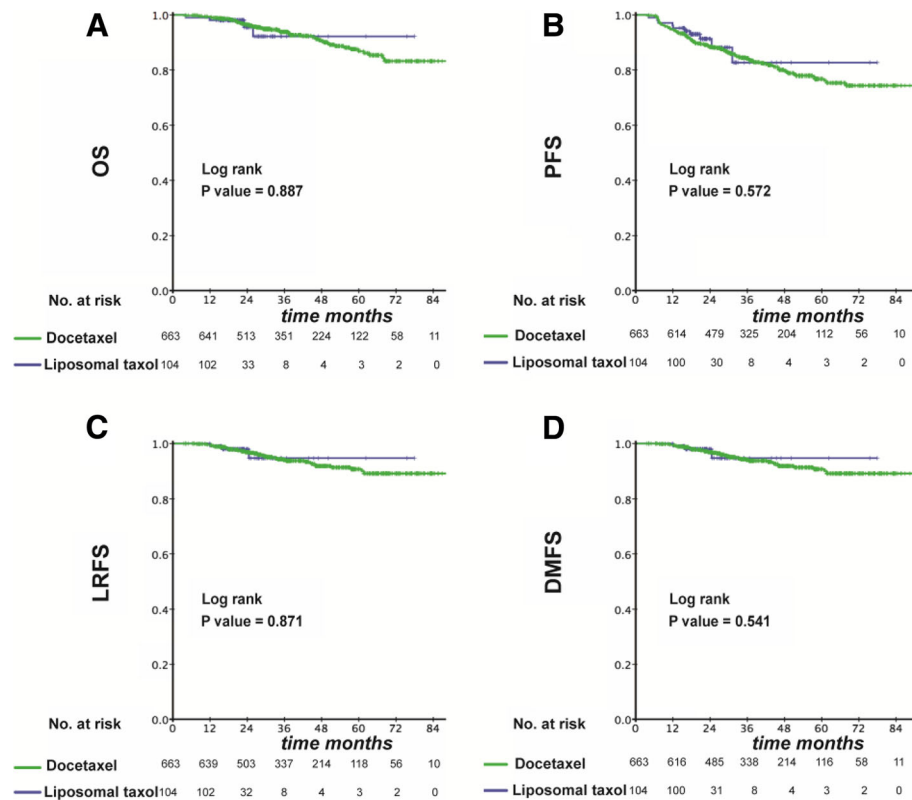 A
1.0
0.8
0.6
0.4
0.2
0.0
OS
Log rank
P value = 0.887
0 12 24 36 48 60 72 84
time months
No. at risk
Docetaxel 663 641 513 351 224 122 58 11
Liposomal taxol 104 102 33 8 4 3 2 0
B
1.0
0.8
0.6
0.4
0.2
0.0
PFS
Log rank
P value = 0.572
0 12 24 36 48 60 72 84
time months
No. at risk
Docetaxel 663 614 479 325 204 112 56 10
Liposomal taxol 104 100 30 8 4 3 2 0
C
1.0
0.8
0.6
0.4
0.2
0.0
LRFS
Log rank
P value = 0.871
0 12 24 36 48 60 72 84
time months
No. at risk
Docetaxel 663 639 503 337 214 118 56 10
Liposomal taxol 104 102 32 8 4 3 2 0
D
1.0
0.8
0.6
0.4
0.2
0.0
DMFS
Log rank
P value = 0.541
0 12 24 36 48 60 72 84
time months
No. at risk
Docetaxel 663 616 485 338 214 116 58 11
Liposomal taxol 104 100 31 8 4 3 2 0